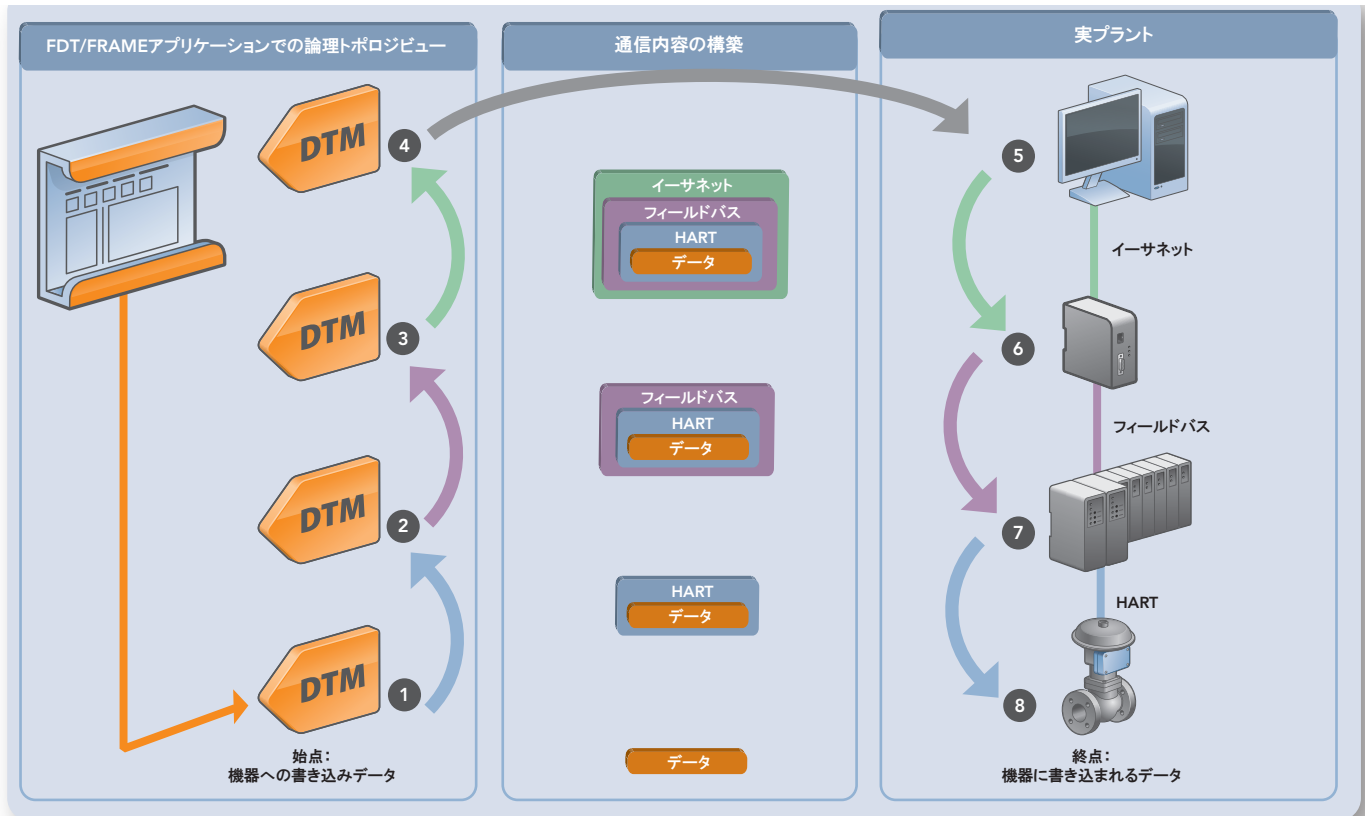 FDT/FRAMEアプリケーションでの論理トポロジビュー
DTM
4
DTM
3
DTM
2
DTM
1
始点：
機器への書き込みデータ
通信内容の構築
イーサネット
フィールドバス
HART
データ
フィールドバス
HART
データ
HART
データ
データ
実プラント
5
イーサネット
6
フィールドバス
7
HART
8
終点：
機器に書き込まれるデータ